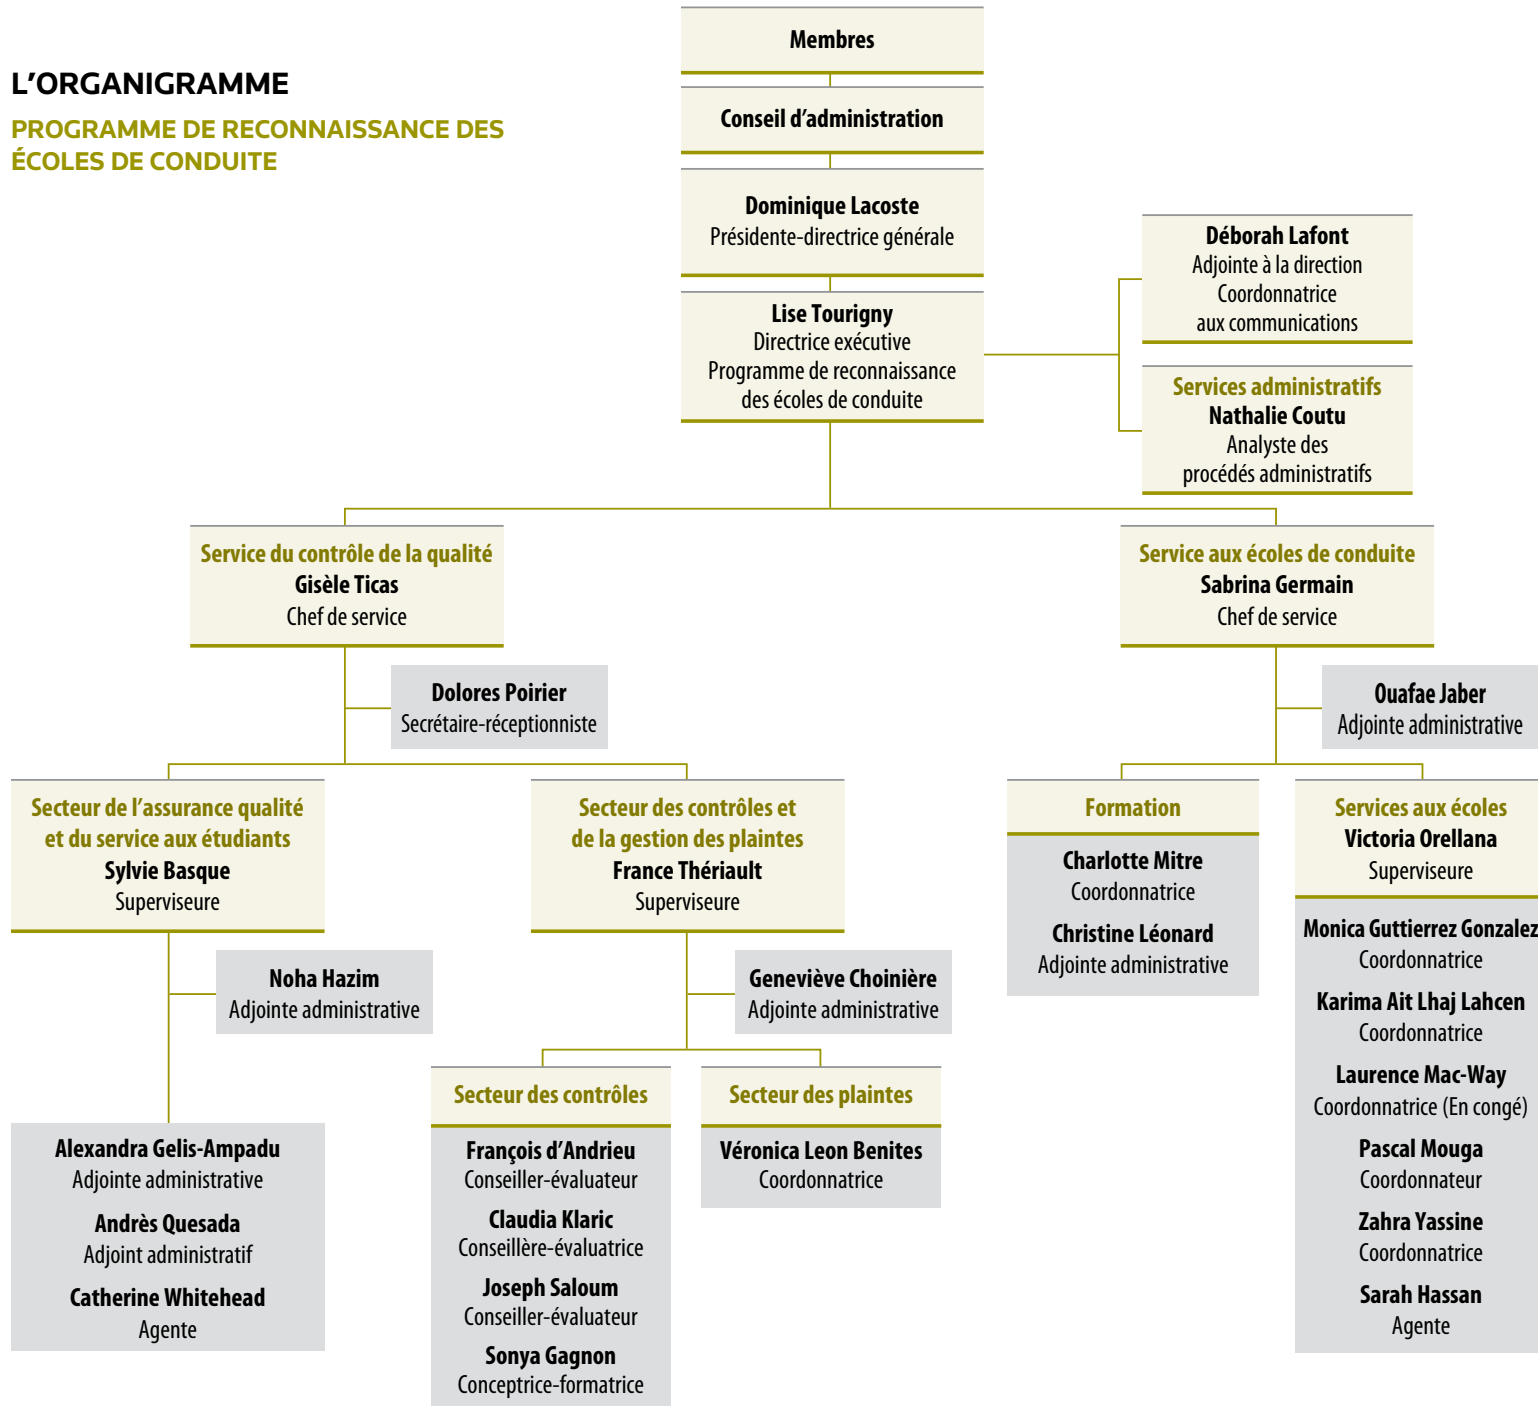 L'ORGANIGRAMME
PROGRAMME DE RECONNAISSANCE DES
ÉCOLES DE CONDUITE
Membres
Conseil d'administration
Dominique Lacoste
Présidente-directrice générale
Lise Tourigny
Directrice exécutive
Programme de reconnaissance
des écoles de conduite
Déborah Lafont
Adjointe à la direction
Coordonnatrice
aux communications
Services administratifs
Nathalie Coutu
Analyste des
procédés administratifs
Service du contrôle de la qualité
Gisèle Ticas
Chef de service
Dolores Poirier
Secrétaire-réceptionniste
Secteur de l'assurance qualité
et du service aux étudiants
Sylvie Basque
Superviseure
Noha Hazim
Adjointe administrative
Alexandra Gelis-Ampadu
Adjointe administrative
Andrès Quesada
Adjoint administratif
Catherine Whitehead
Agente
Secteur des contrôles et
de la gestion des plaintes
France Thériault
Superviseure
Geneviève Choinière
Adjointe administrative
Secteur des contrôles
François d'Andrieu
Conseiller-évaluateur
Claudia Klaric
Conseillère-évaluatrice
Joseph Saloum
Conseiller-évaluateur
Sonya Gagnon
Conceptrice-formatrice
Secteur des plaintes
Véronica Leon Benites
Coordonnatrice
Service aux écoles de conduite
Sabrina Germain
Chef de service
Ouafae Jaber
Adjointe administrative
Formation
Charlotte Mitre
Coordonnatrice
Christine Léonard
Adjointe administrative
Services aux écoles
Victoria Orellana
Superviseure
Monica Guttierrez Gonzalez
Coordonnatrice
Karima Ait Lhaj Lahcen
Coordonnatrice
Laurence Mac-Way
Coordonnatrice (En congé)
Pascal Mouga
Coordonnateur
Zahra Yassine
Coordonnatrice
Sarah Hassan
Agente